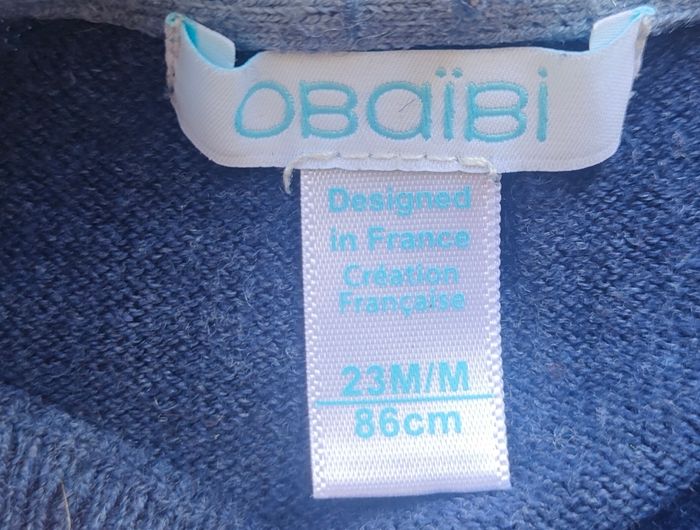 OBaïBi
Designed
in France
Création
Française
23M/M
86cm